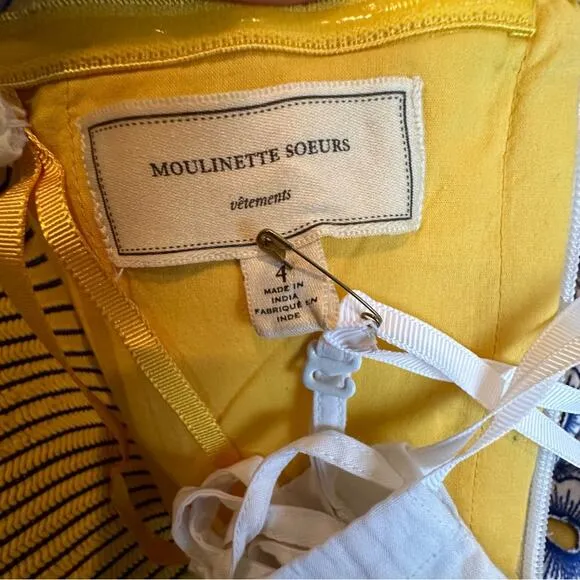 MOULINETTE SOEURS
vêtements
4
MADE IN
INDIA
FABRIQUÉ EN
INDE